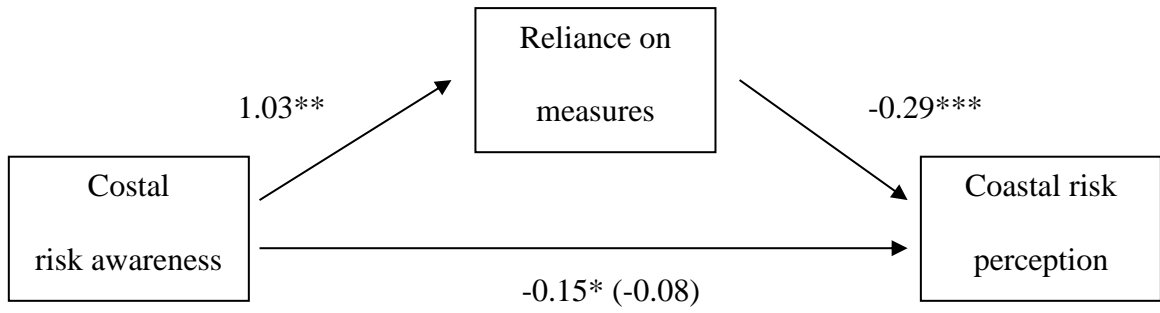 Reliance on
measures
1.03**
-0.29***
Costal
risk awareness
Coastal risk
perception
-0.15* (-0.08)